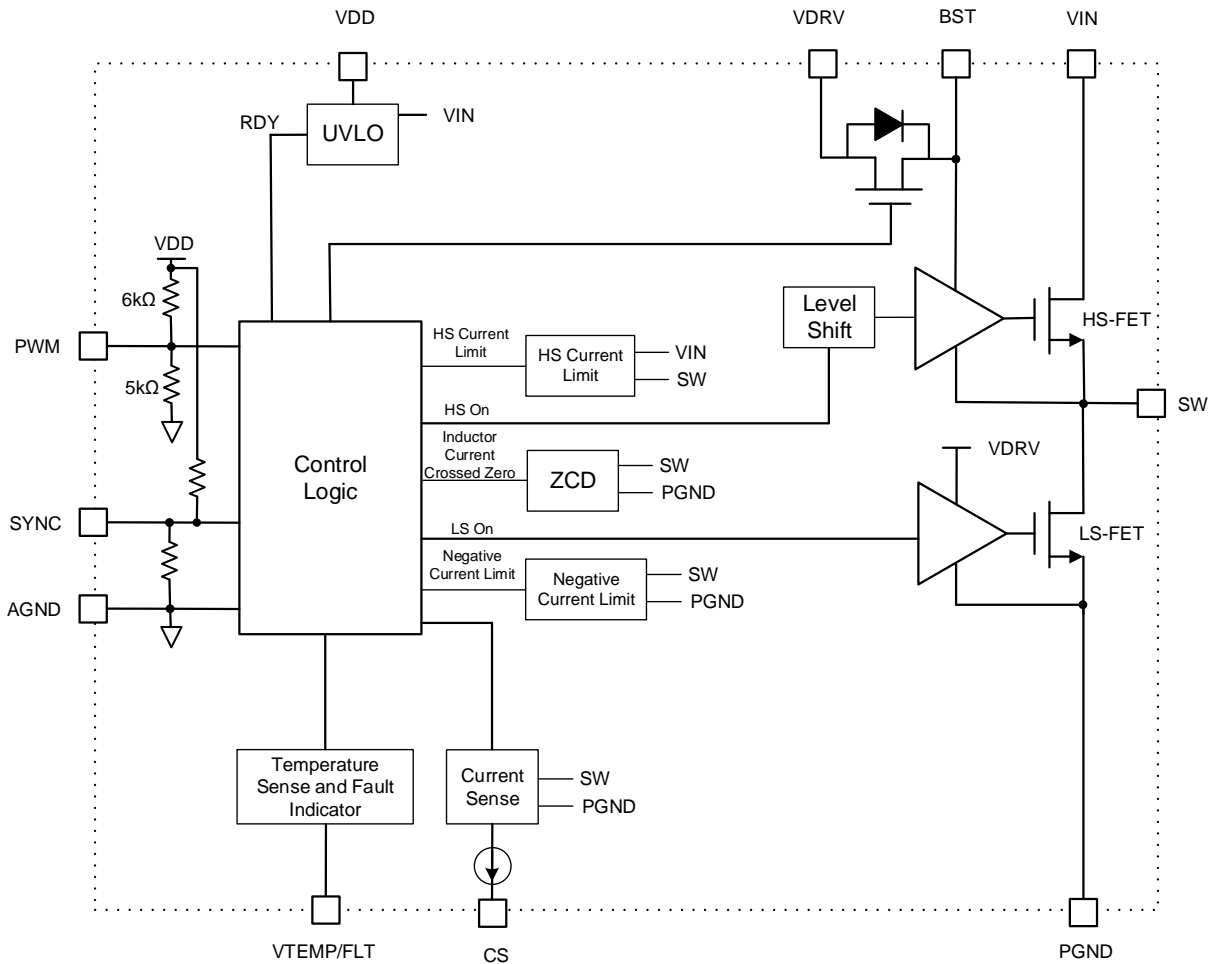 VDD
VDRV
BST
VIN
RDY
UVLO
VIN
VDD
6kΩ
PWM
5kΩ
SYNC
AGND
Control
Logic
HS Current
Limit
HS Current
Limit
VIN
SW
HS On
Level
Shift
HS-FET
SW
Inductor
Current
Crossed Zero
ZCD
SW
PGND
VDRV
LS On
LS-FET
Negative
Current Limit
Negative
Current Limit
SW
PGND
Temperature
Sense and Fault
Indicator
Current
Sense
SW
PGND
VTEMP/FLT
CS
PGND